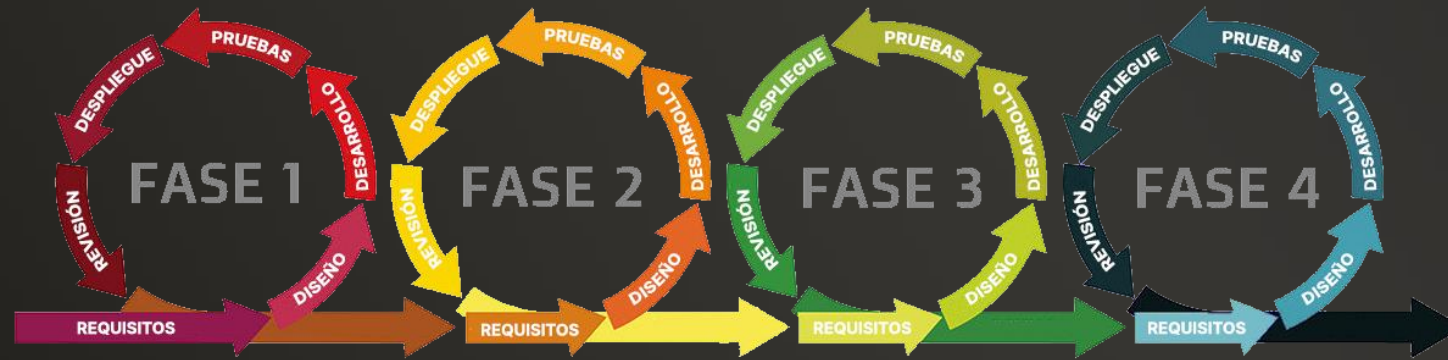 FASE 1
REQUISITOS
DISEÑO
DESARROLLO
PRUEBAS
DESPLIEGUE
REVISIÓN
FASE 2
REQUISITOS
DISEÑO
DESARROLLO
PRUEBAS
DESPLIEGUE
REVISIÓN
FASE 3
REQUISITOS
DISEÑO
DESARROLLO
PRUEBAS
DESPLIEGUE
REVISIÓN
FASE 4
REQUISITOS
DISEÑO
DESARROLLO
PRUEBAS
DESPLIEGUE
REVISIÓN